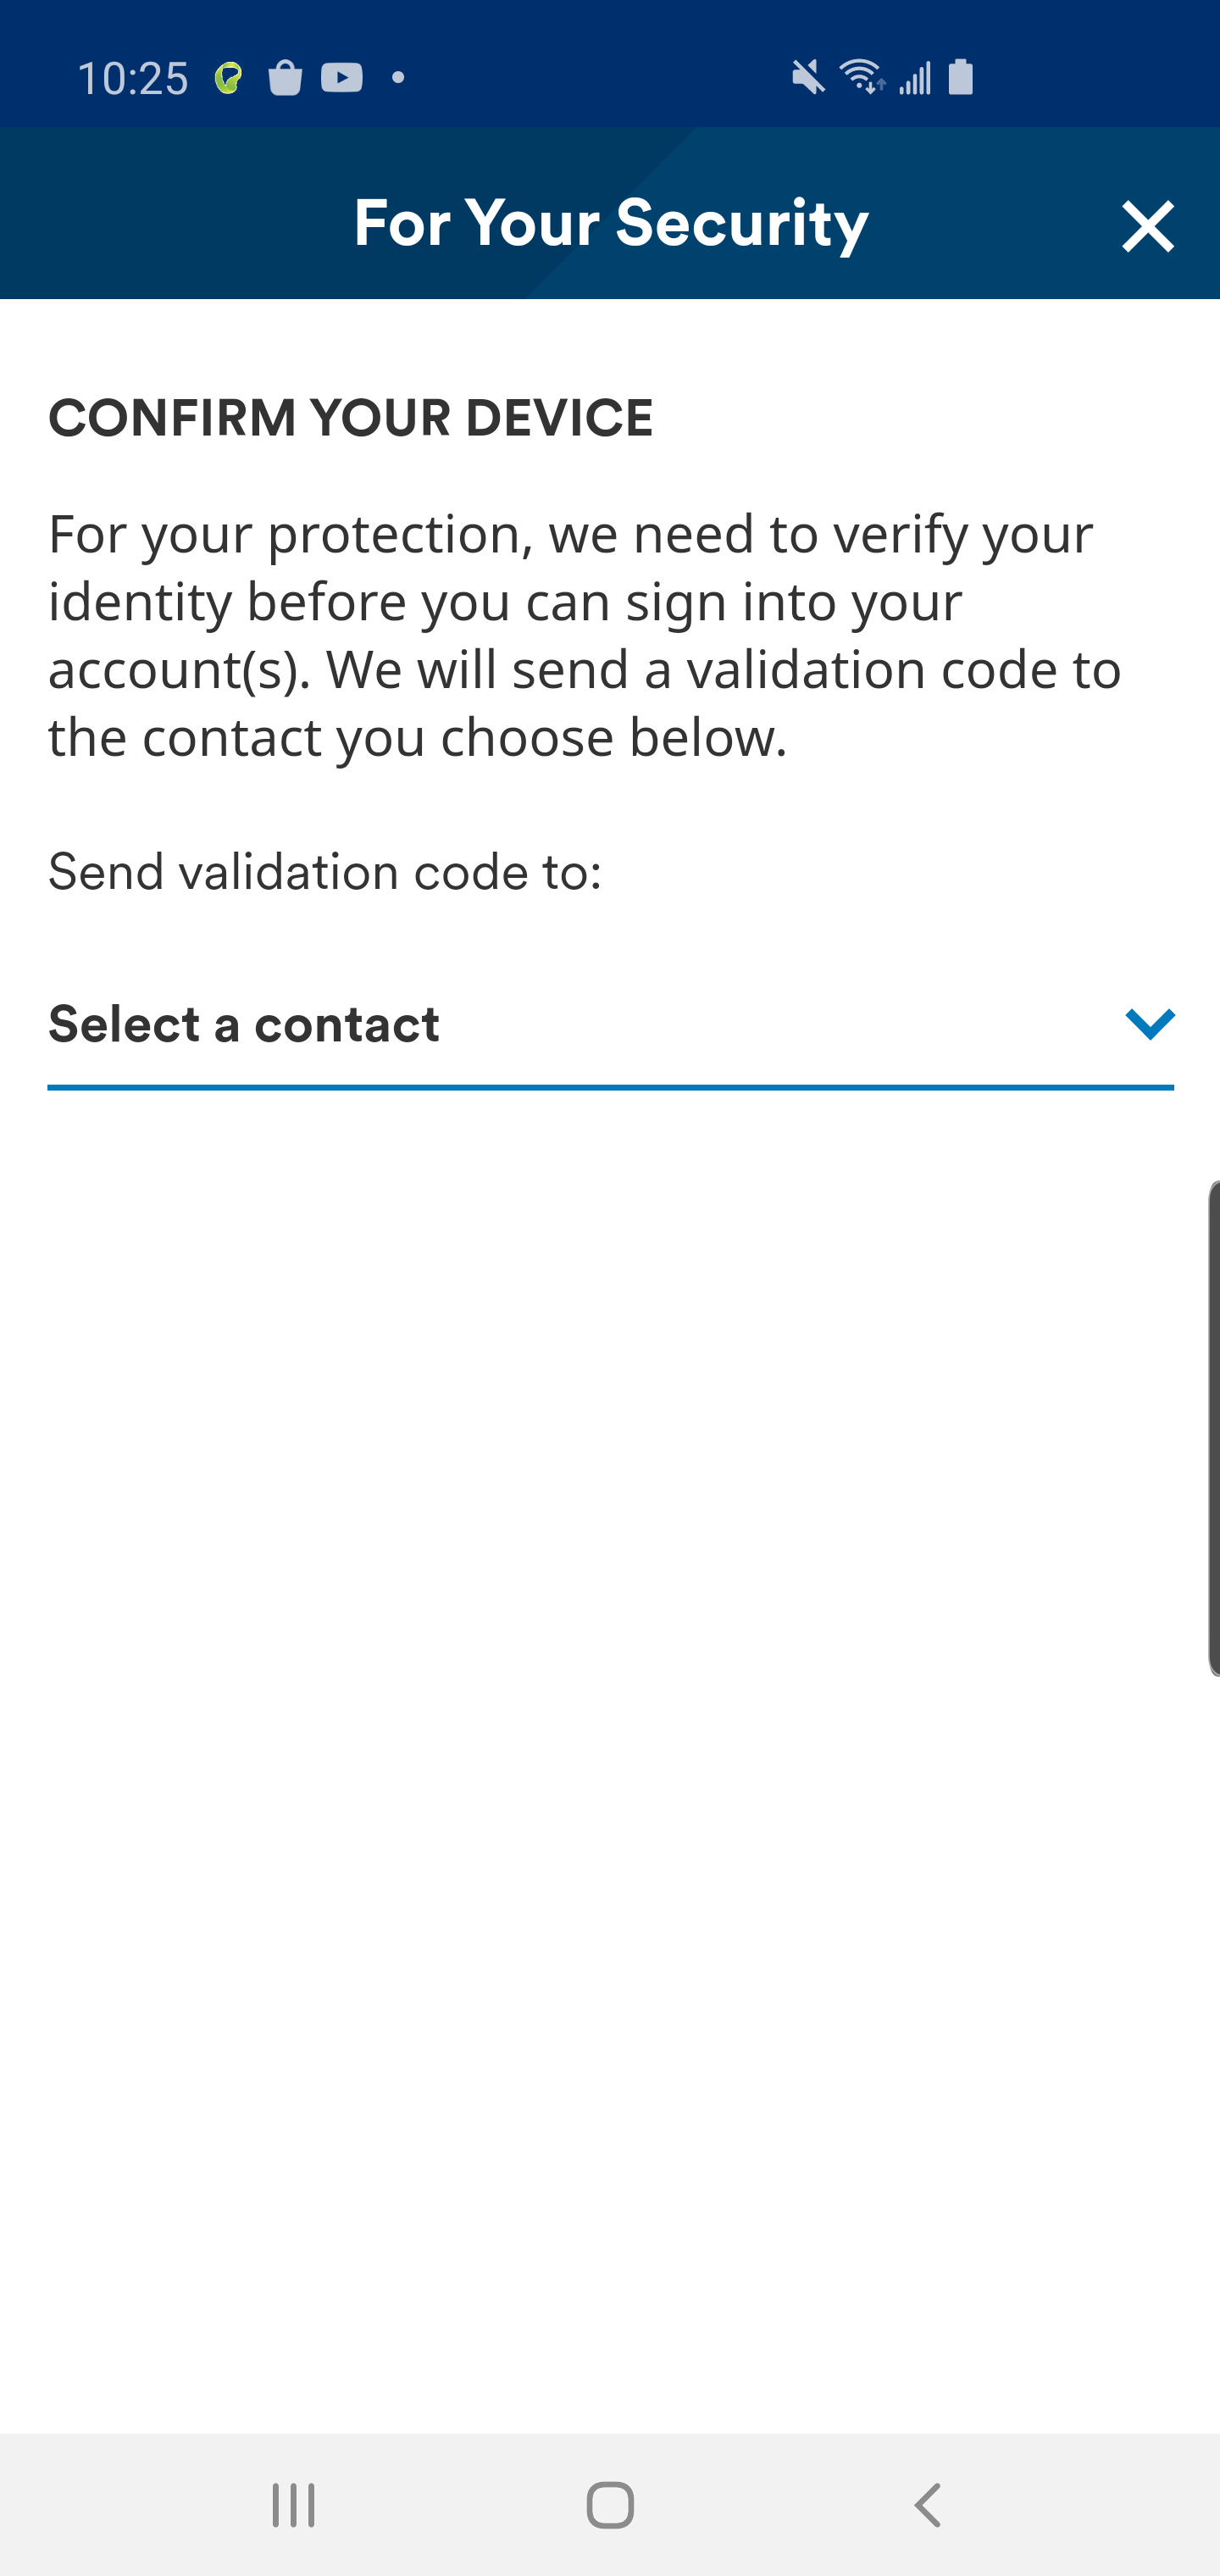 10:25
For Your Security
CONFIRM YOUR DEVICE
For your protection, we need to verify your
identity before you can sign into your
account(s). We will send a validation code to
the contact you choose below.
Send validation code to:
Select a contact